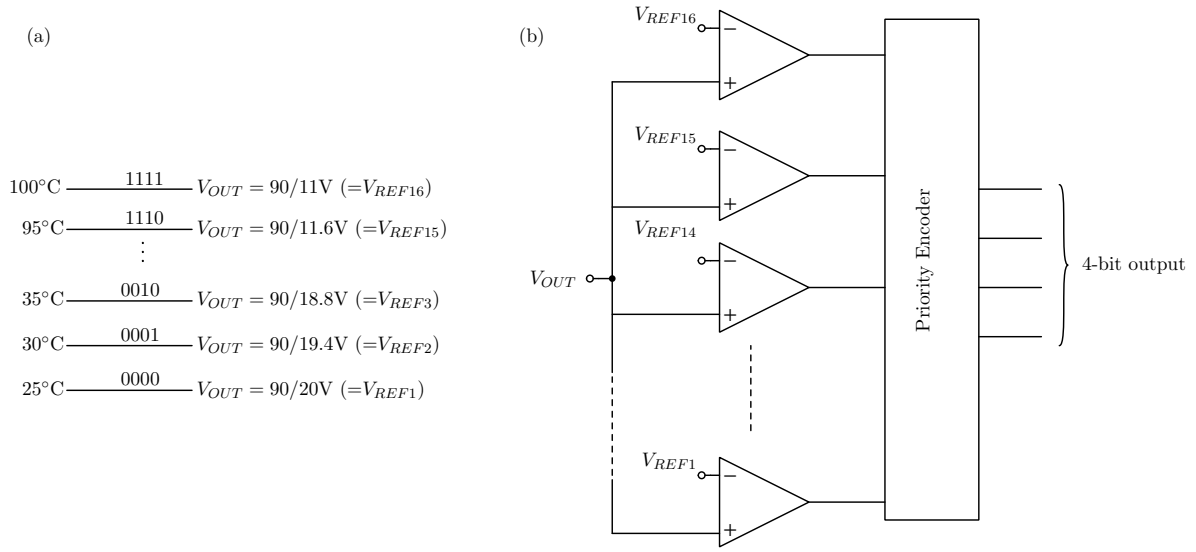 (a)
100°C 1111 V_OUT = 90/11V (=V_REF16)
95°C 1110 V_OUT = 90/11.6V (=V_REF15)
⋮
35°C 0010 V_OUT = 90/18.8V (=V_REF3)
30°C 0001 V_OUT = 90/19.4V (=V_REF2)
25°C 0000 V_OUT = 90/20V (=V_REF1)
(b)
V_REF16
−
+
V_REF15
−
+
V_REF14
−
+
V_OUT
V_REF1
−
+
Priority Encoder
4-bit output